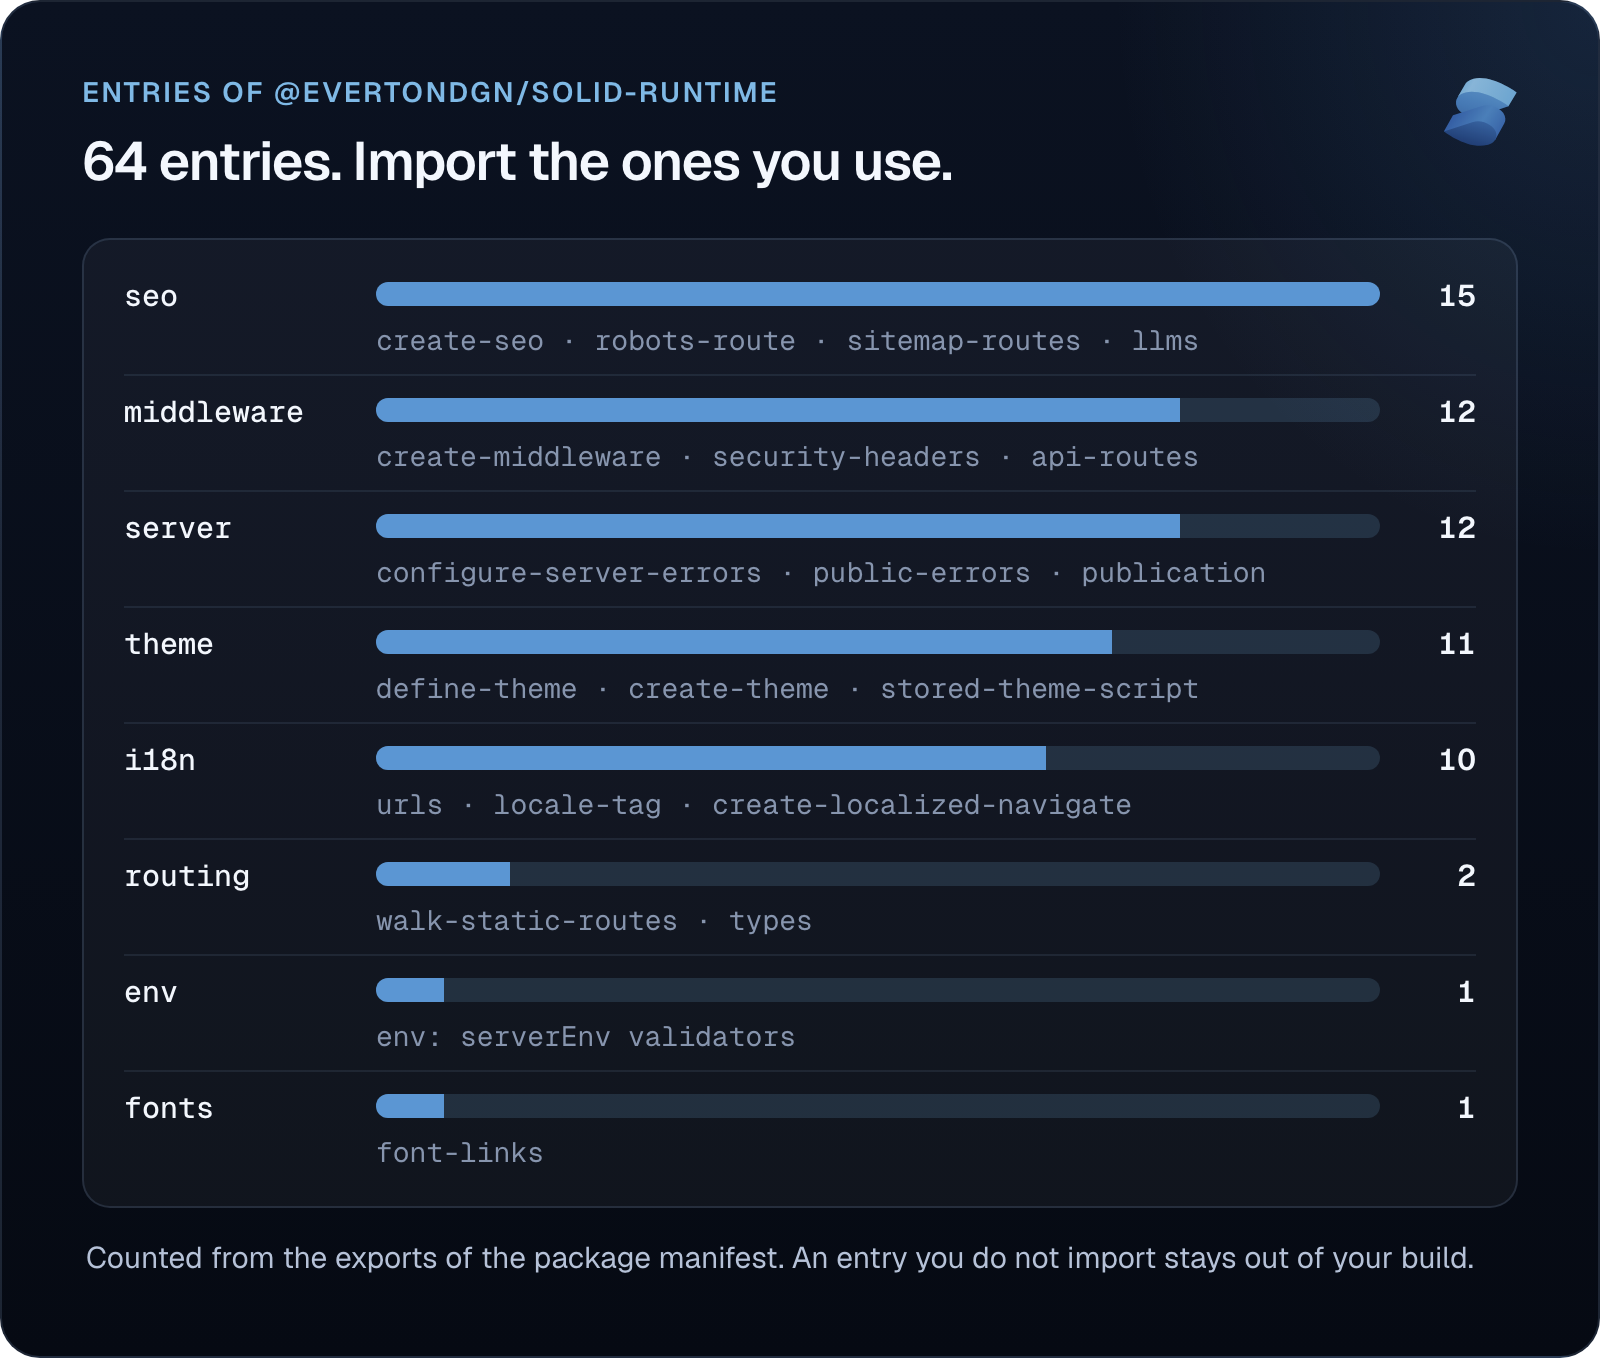 ENTRIES OF @EVERTONDGN/SOLID-RUNTIME
64 entries. Import the ones you use.
seo 15
create-seo · robots-route · sitemap-routes · llms
middleware 12
create-middleware · security-headers · api-routes
server 12
configure-server-errors · public-errors · publication
theme 11
define-theme · create-theme · stored-theme-script
i18n 10
urls · locale-tag · create-localized-navigate
routing 2
walk-static-routes · types
env 1
env: serverEnv validators
fonts 1
font-links
Counted from the exports of the package manifest. An entry you do not import stays out of your build.